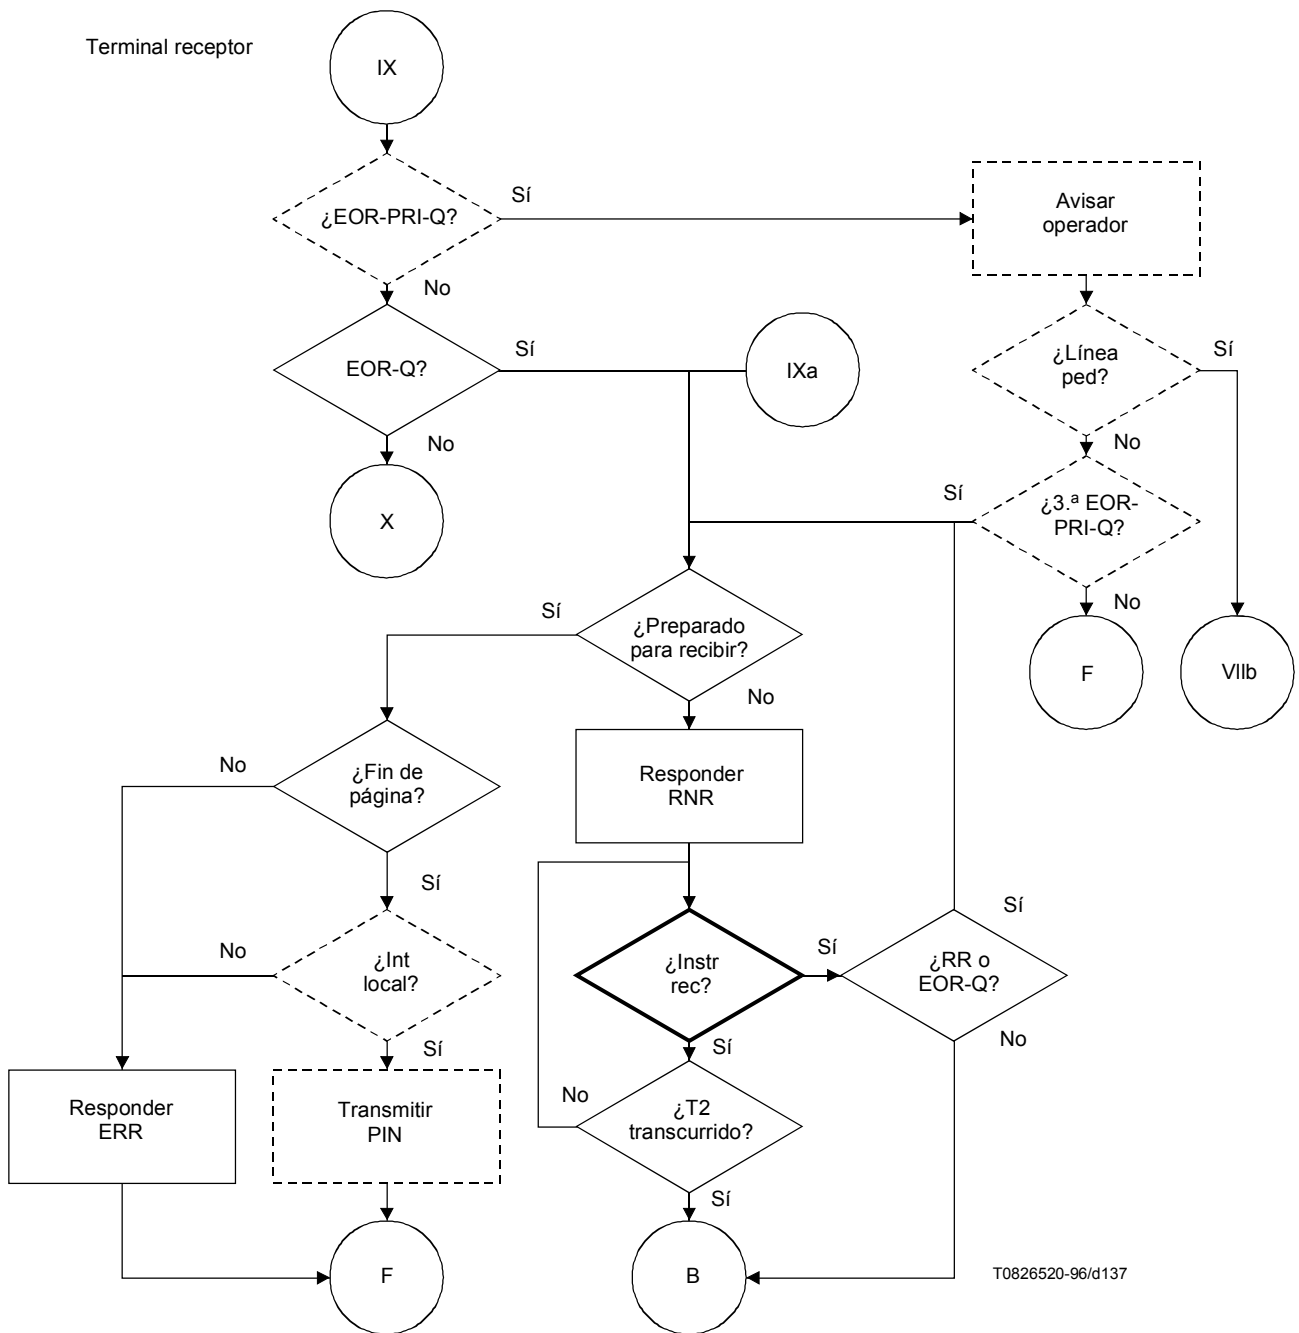 Terminal receptor
IX
¿EOR-PRI-Q?
Sí
Avisar
operador
No
EOR-Q?
Sí
IXa
¿Línea
ped?
Sí
No
No
X
Sí
¿3.ª EOR-
PRI-Q?
No
Sí
¿Preparado
para recibir?
F
VIIb
No
No
¿Fin de
página?
Responder
RNR
Sí
Sí
No
¿Int
local?
¿Instr
rec?
Sí
¿RR o
EOR-Q?
Sí
Sí
No
Responder
ERR
Transmitir
PIN
No
¿T2
transcurrido?
Sí
F
B
T0826520-96/d137